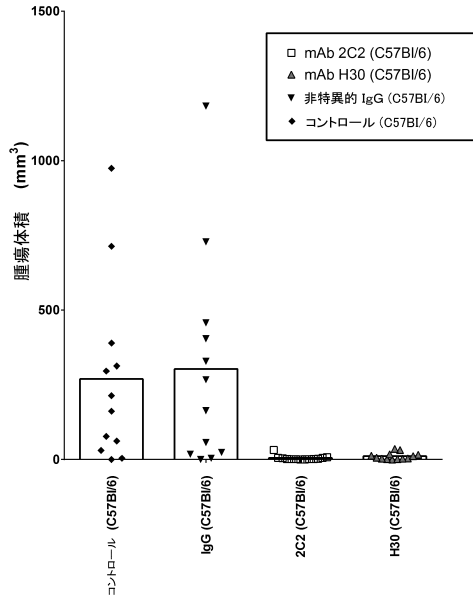 1500
1000
500
0
腫瘍体積 (mm³)
mAb 2C2 (C57Bl/6)
mAb H30 (C57Bl/6)
非特異的 IgG (C57Bl/6)
コントロール (C57Bl/6)
コントロール (C57Bl/6)
IgG (C57Bl/6)
2C2 (C57Bl/6)
H30 (C57Bl/6)